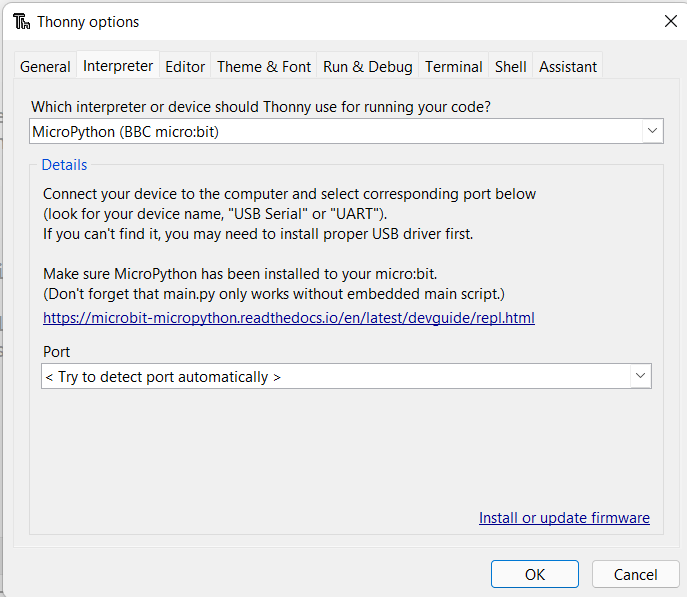 Thonny options
General Interpreter Editor Theme & Font Run & Debug Terminal Shell Assistant
Which interpreter or device should Thonny use for running your code?
MicroPython (BBC micro:bit)
Details
Connect your device to the computer and select corresponding port below
(look for your device name, "USB Serial" or "UART").
If you can't find it, you may need to install proper USB driver first.
Make sure MicroPython has been installed to your micro:bit.
(Don't forget that main.py only works without embedded main script.)
https://microbit-micropython.readthedocs.io/en/latest/devguide/repl.html
Port
< Try to detect port automatically >
Install or update firmware
OK Cancel